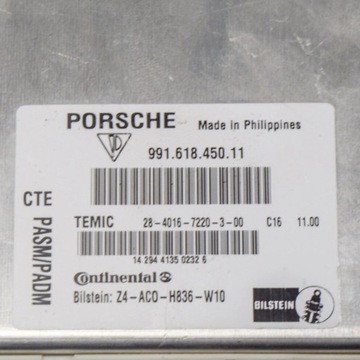 PORSCHE Made in Philippines
991.618.450.11
CTE
PASM/PADM
TEMIC 28-4016-7220-3-00 C16 11.00
14 294 4135 0232 6
Continental
Bilstein: Z4-ACO-H836-W10
BILSTEIN